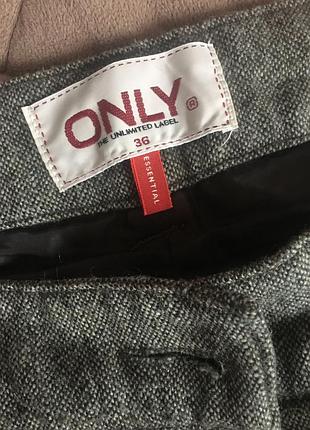 ONLY®
THE UNLIMITED LABEL
36
ESSENTIAL